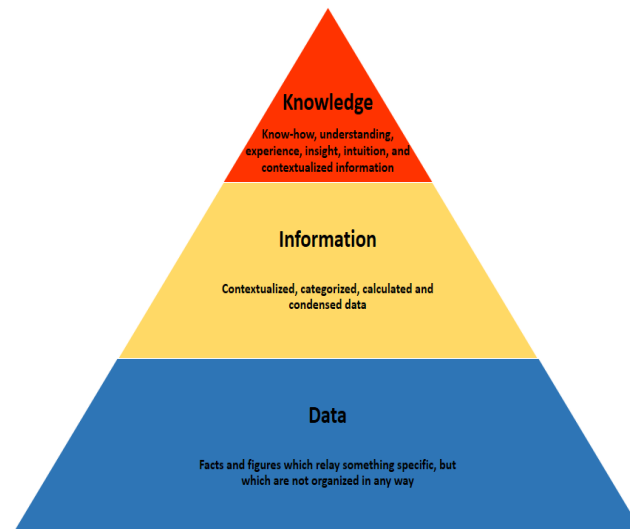 Knowledge
Know-how, understanding,
experience, insight, intuition, and
contextualized information
Information
Contextualized, categorized, calculated and
condensed data
Data
Facts and figures which relay something specific, but
which are not organized in any way